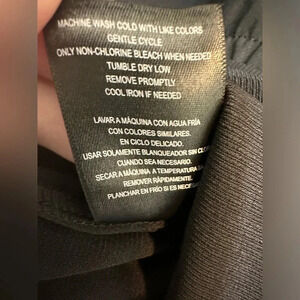 MACHINE WASH COLD WITH LIKE COLORS
GENTLE CYCLE
ONLY NON-CHLORINE BLEACH WHEN NEEDED
TUMBLE DRY LOW
REMOVE PROMPTLY
COOL IRON IF NEEDED
LAVAR A MÁQUINA CON AGUA FRÍA
CON COLORES SIMILARES.
EN CICLO DELICADO.
USAR SOLAMENTE BLANQUEADOR SIN
CUANDO SEA NECESARIO.
SECAR A MÁQUINA A TEMPERATURA
REMOVER RÁPIDAMENTE.
PLANCHAR EN FRÍO SI ES